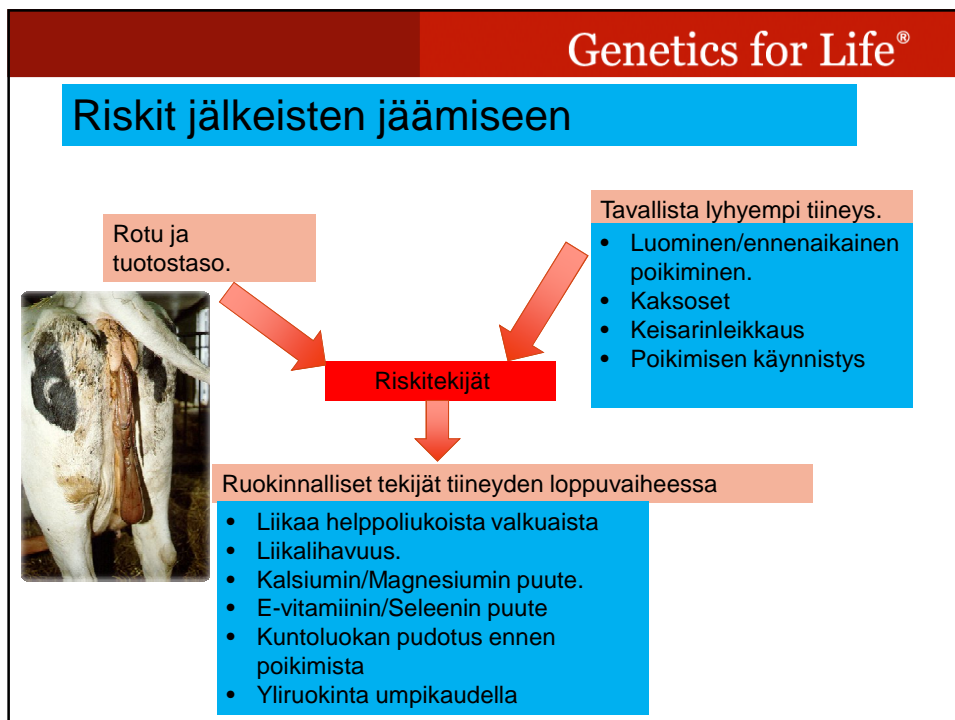 Genetics for Life®
Riskit jälkeisten jäämiseen
Rotu ja
tuotostaso.
Tavallista lyhyempi tiineys.
• Luominen/ennenaikainen
poikiminen.
• Kaksoset
• Keisarinleikkaus
• Poikimisen käynnistys
Riskitekijät
Ruokinnalliset tekijät tiineyden loppuvaiheessa
• Liikaa helppoliukoista valkuaista
• Liikalihavuus.
• Kalsiumin/Magnesiumin puute.
• E-vitamiinin/Seleenin puute
• Kuntoluokan pudotus ennen
poikimista
• Yliruokinta umpikaudella